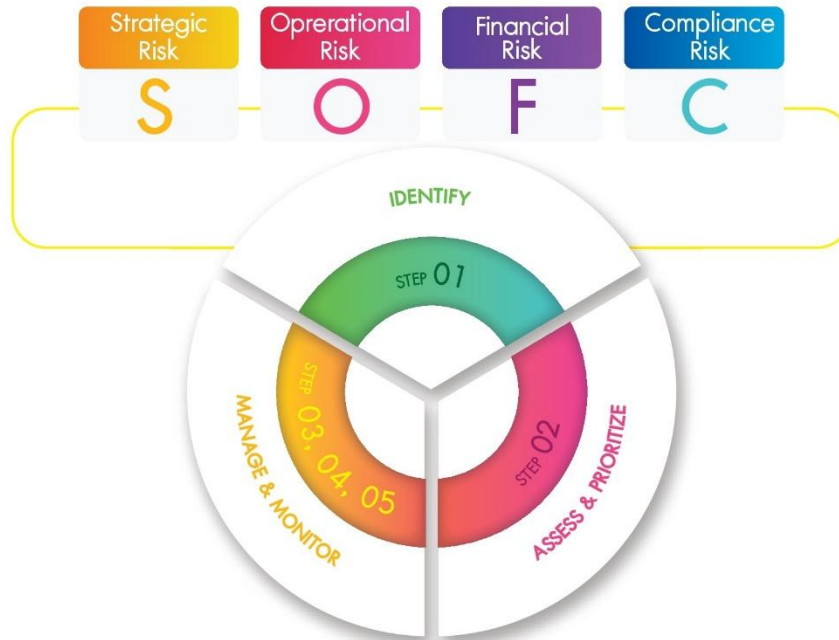 Strategic
Risk
S
Oprerational
Risk
O
Financial
Risk
F
Compliance
Risk
C
IDENTIFY
STEP 01
ASSESS & PRIORITIZE
STEP 02
MANAGE & MONITOR
STEP 03, 04, 05